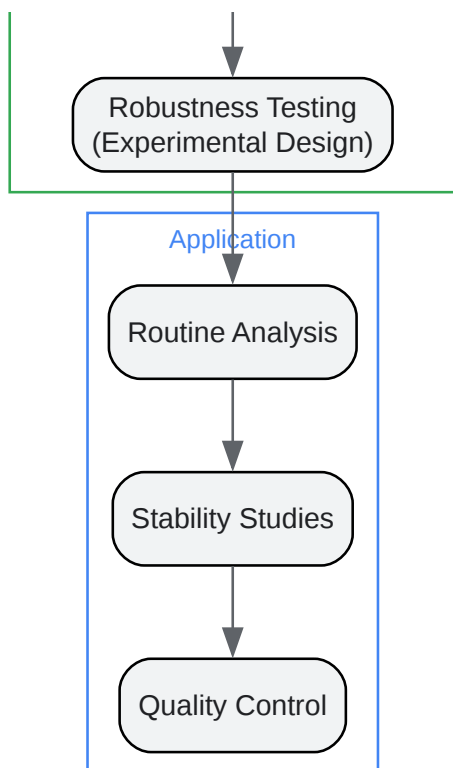 Robustness Testing
(Experimental Design)
Application
Routine Analysis
Stability Studies
Quality Control